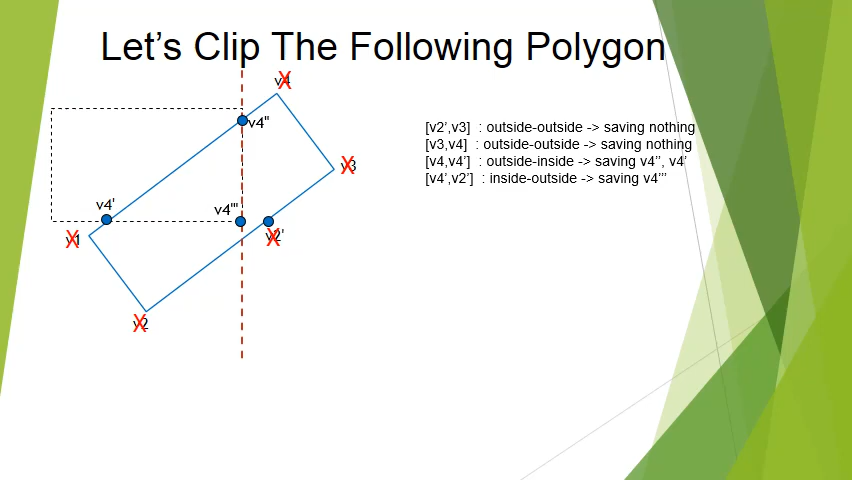 Let's Clip The Following Polygon
v4
v4"
[v2',v3] : outside-outside -> saving nothing
[v3,v4] : outside-outside -> saving nothing
[v4,v4'] : outside-inside -> saving v4'', v4'
[v4',v2'] : inside-outside -> saving v4'''
v3
v4'
v4'"
v1
v2'
v2